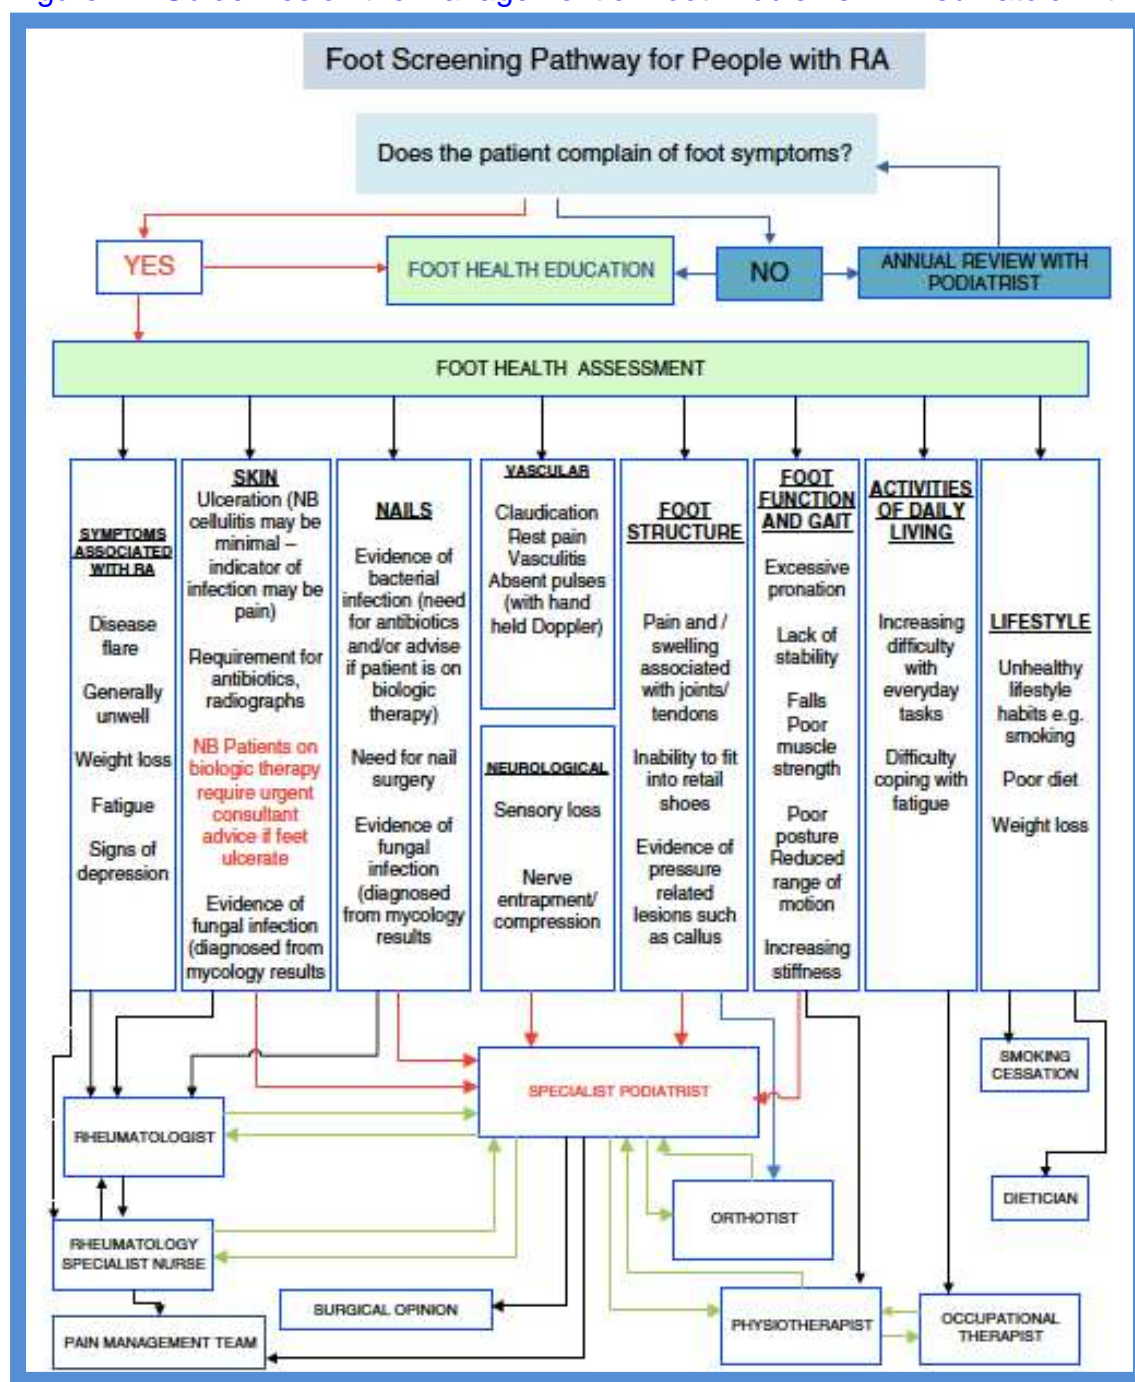 Foot Screening Pathway for People with RA
Does the patient complain of foot symptoms?
YES
FOOT HEALTH EDUCATION
NO
ANNUAL REVIEW WITH
PODIATRIST
FOOT HEALTH ASSESSMENT
SYMPTOMS
ASSOCIATED
WITH RA
Disease
flare
Generally
unwell
Weight loss
Fatigue
Signs of
depression
SKIN
Ulceration (NB
cellulitis may be
minimal –
indicator of
infection may be
pain)
Requirement for
antibiotics,
radiographs
NB Patients on
biologic therapy
require urgent
consultant
advice if feet
ulcerate
Evidence of
fungal infection
(diagnosed from
mycology results
NAILS
Evidence of
bacterial
infection (need
for antibiotics
and/or advise
if patient is on
biologic
therapy)
Need for nail
surgery
Evidence of
fungal
infection
(diagnosed
from mycology
results
VASCULAR
Claudication
Rest pain
Vasculitis
Absent pulses
(with hand
held Doppler)
NEUROLOGICAL
Sensory loss
Nerve
entrapment/
compression
FOOT
STRUCTURE
Pain and /
swelling
associated
with joints/
tendons
Inability to fit
into retail
shoes
Evidence of
pressure
related
lesions such
as callus
FOOT
FUNCTION
AND GAIT
Excessive
pronation
Lack of
stability
Falls
Poor
muscle
strength
Poor
posture
Reduced
range of
motion
Increasing
stiffness
ACTIVITIES
OF DAILY
LIVING
Increasing
difficulty
with
everyday
tasks
Difficulty
coping with
fatigue
LIFESTYLE
Unhealthy
lifestyle
habits e.g.
smoking
Poor diet
Weight loss
SPECIALIST PODIATRIST
SMOKING
CESSATION
RHEUMATOLOGIST
DIETICIAN
ORTHOTIST
RHEUMATOLOGY
SPECIALIST NURSE
SURGICAL OPINION
PHYSIOTHERAPIST
OCCUPATIONAL
THERAPIST
PAIN MANAGEMENT TEAM